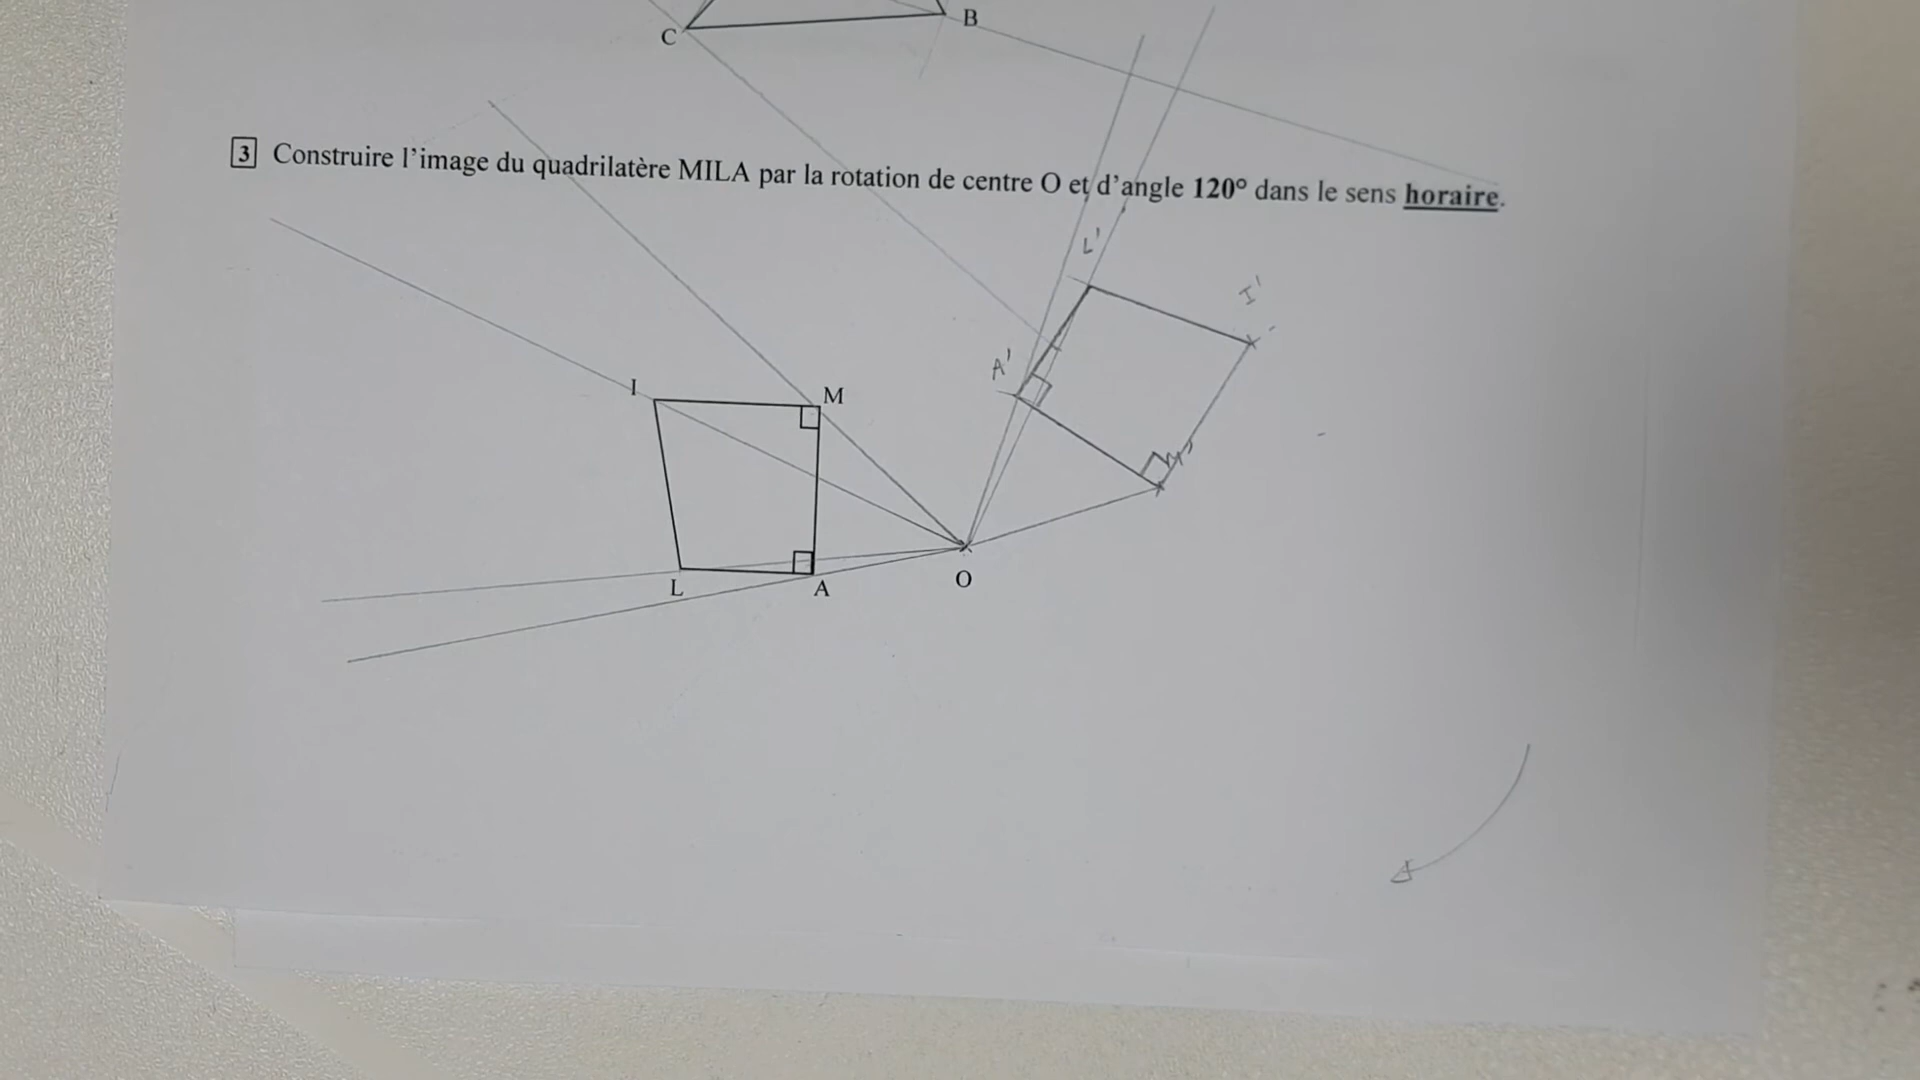 C
B
3 Construire l'image du quadrilatère MILA par la rotation de centre O et d'angle 120° dans le sens horaire.
L'
I'
A'
I
M
M'
L
A
O